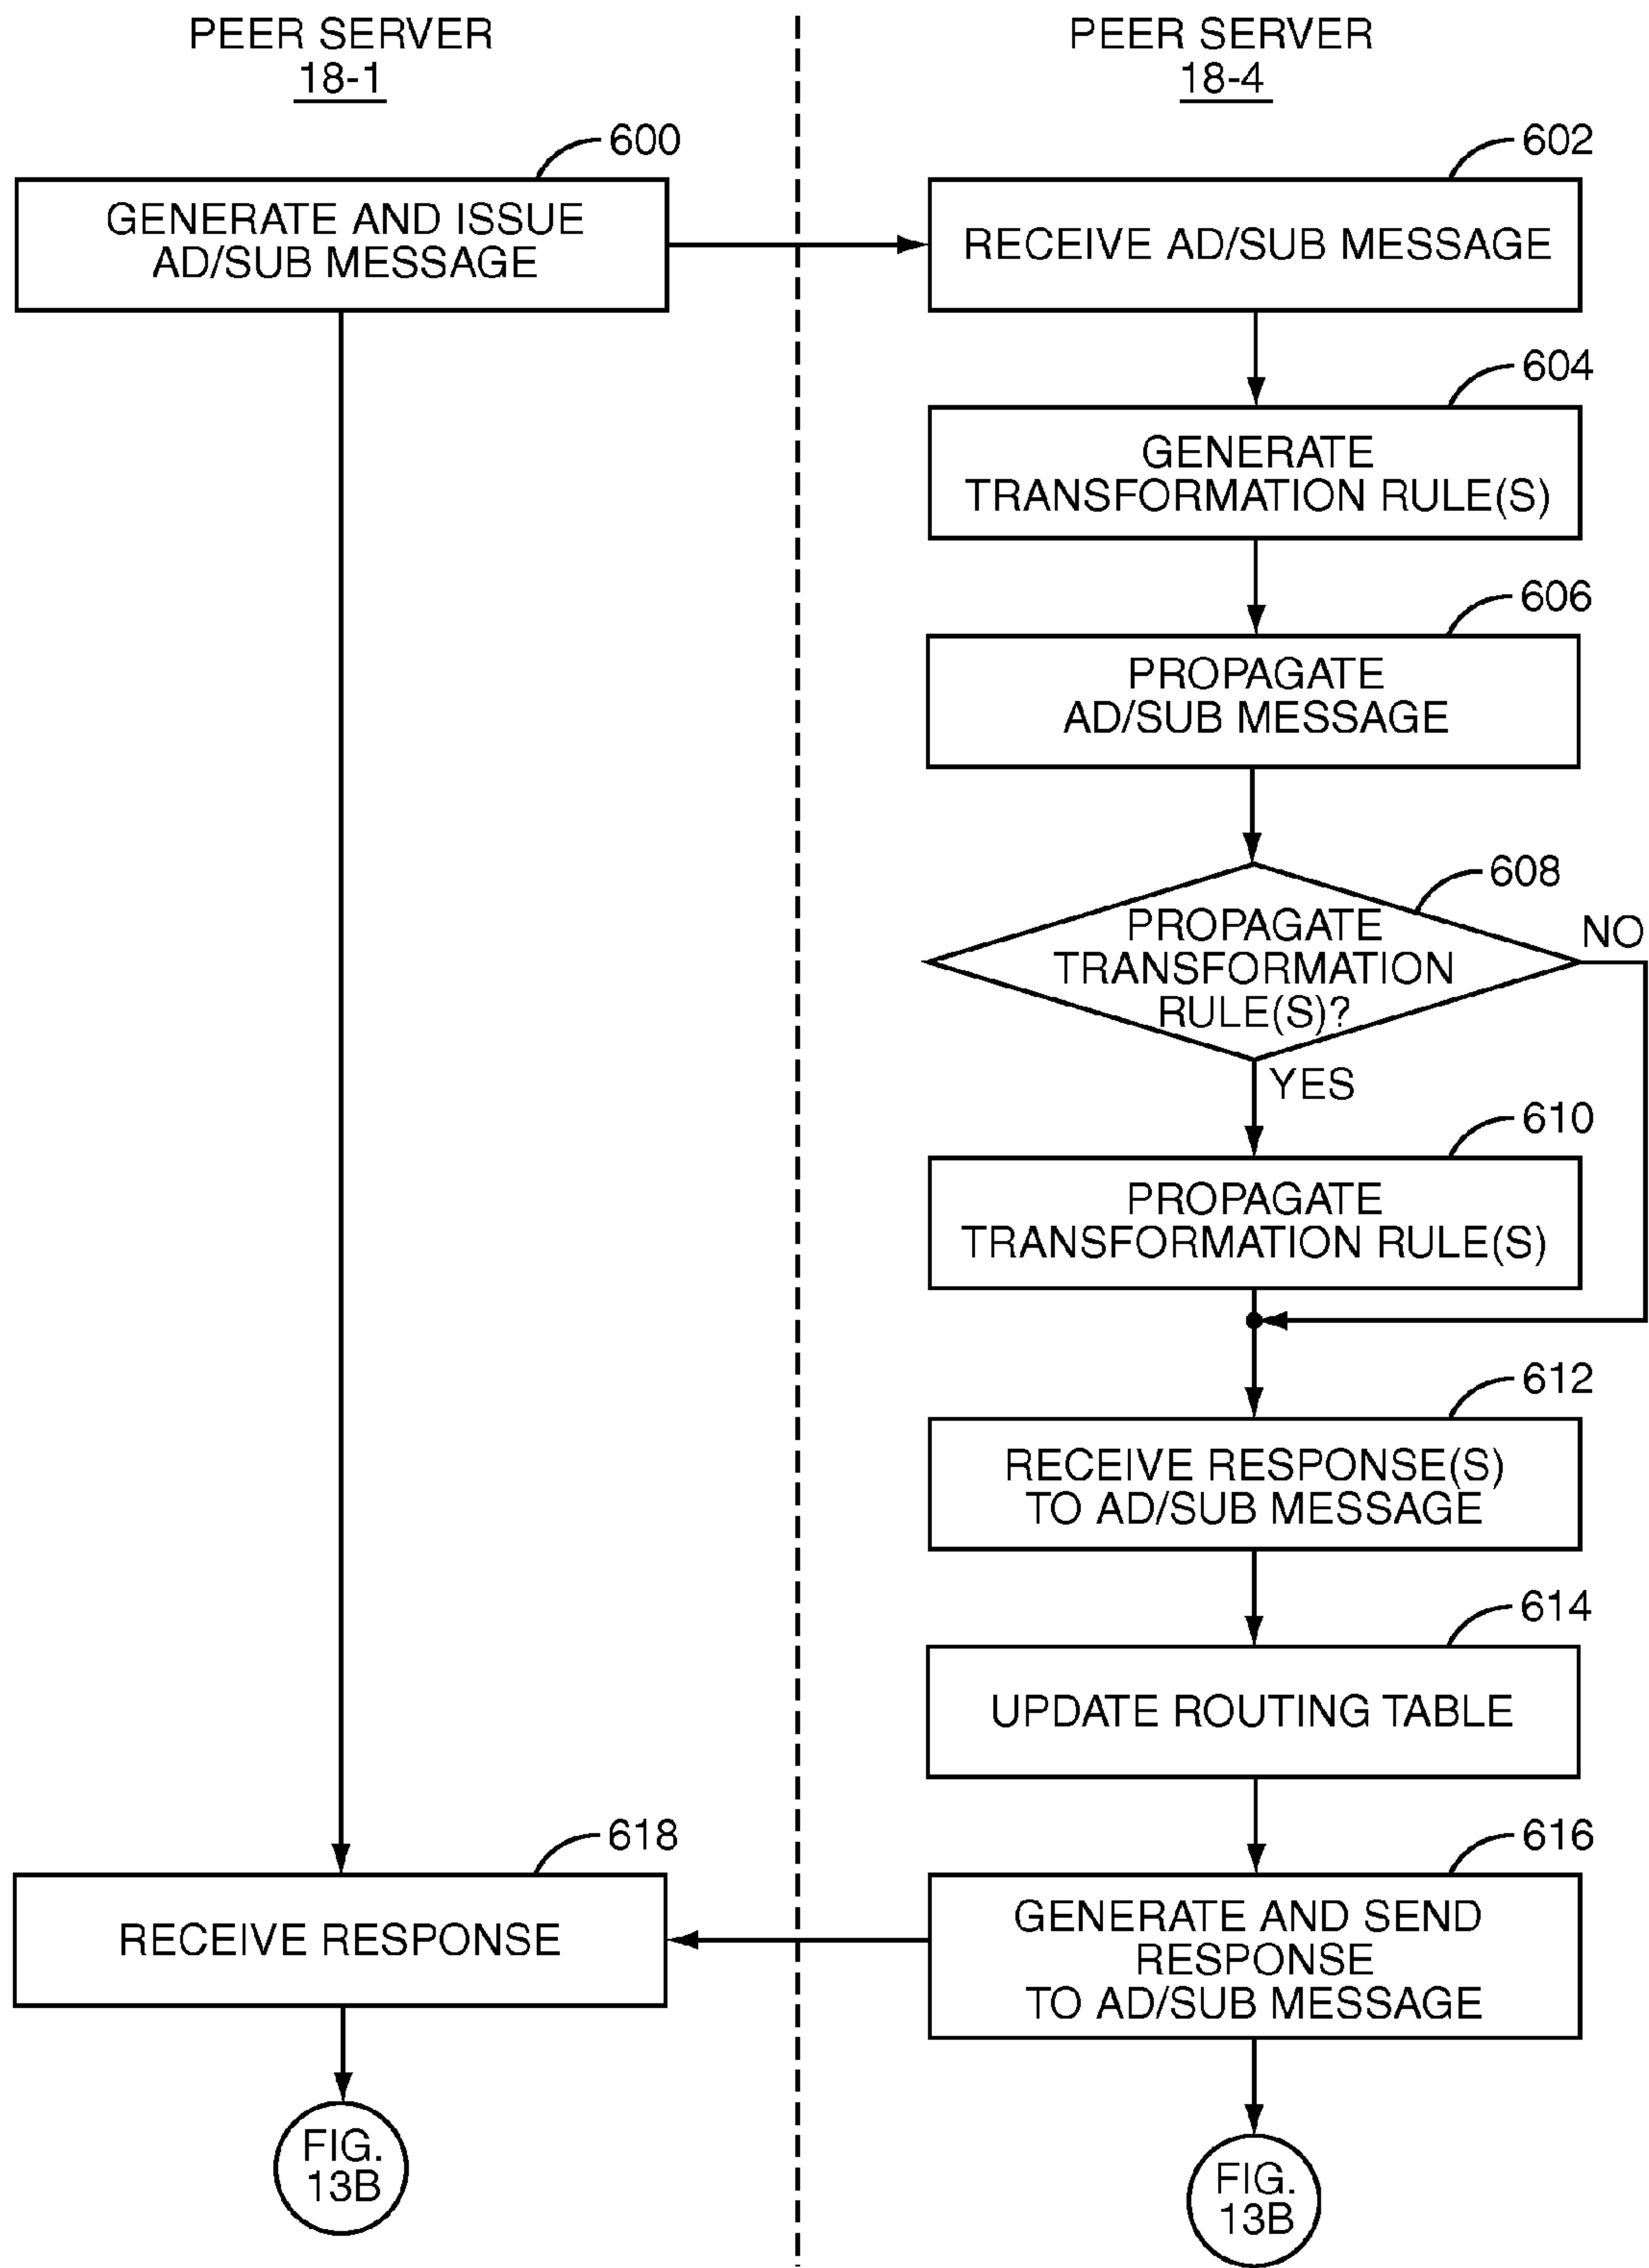 PEER SERVER
18-1
PEER SERVER
18-4
600
602
GENERATE AND ISSUE
AD/SUB MESSAGE
RECEIVE AD/SUB MESSAGE
604
GENERATE
TRANSFORMATION RULE(S)
606
PROPAGATE
AD/SUB MESSAGE
608
PROPAGATE
TRANSFORMATION
RULE(S)?
NO
YES
610
PROPAGATE
TRANSFORMATION RULE(S)
612
RECEIVE RESPONSE(S)
TO AD/SUB MESSAGE
614
UPDATE ROUTING TABLE
618
616
RECEIVE RESPONSE
GENERATE AND SEND
RESPONSE
TO AD/SUB MESSAGE
FIG.
13B
FIG.
13B